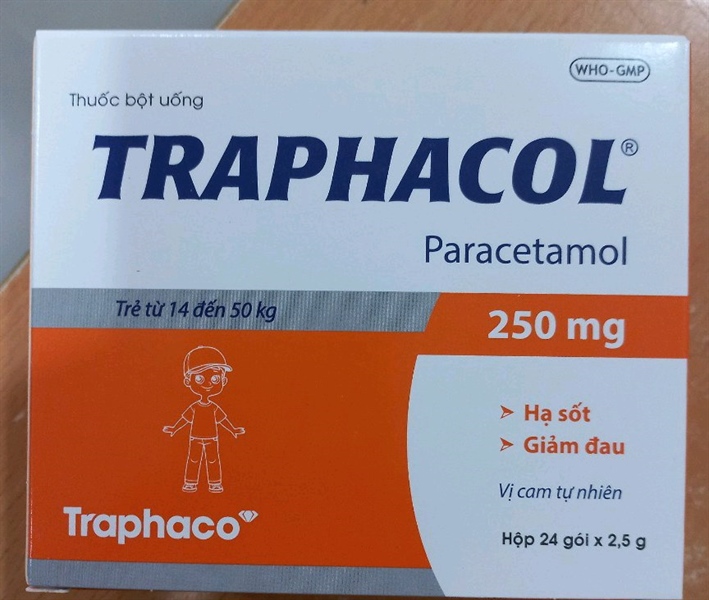 WHO-GMP
Thuốc bột uống
TRAPHACOL®
Paracetamol
Trẻ từ 14 đến 50 kg
250 mg
➤ Hạ sốt
➤ Giảm đau
Vị cam tự nhiên
Traphaco
Hộp 24 gói x 2,5 g